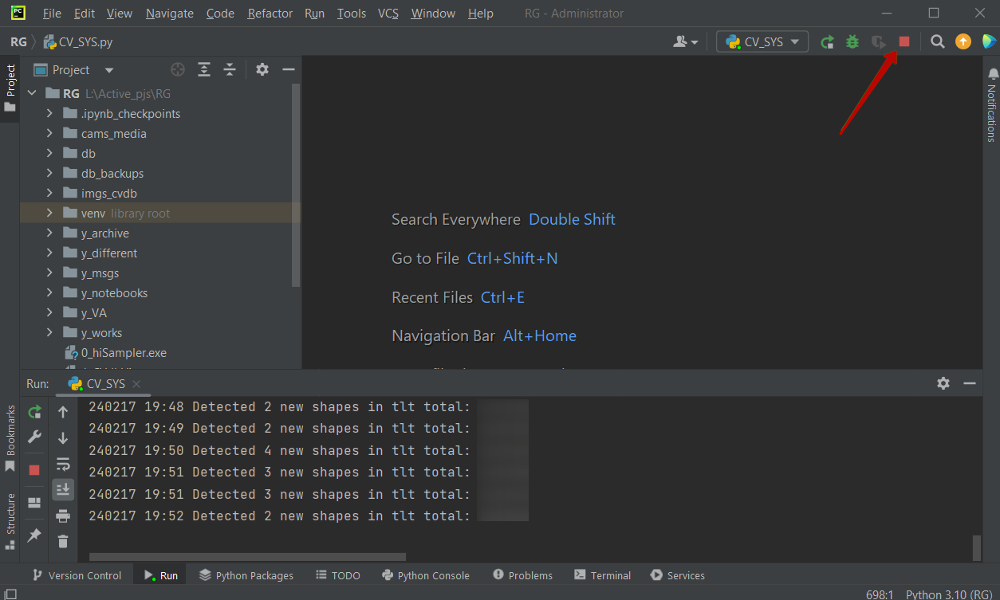 PC
File Edit View Navigate Code Refactor Run Tools VCS Window Help RG - Administrator
RG CV_SYS.py
CV_SYS
Project
Project
RG L:\Active_pjs\RG
.ipynb_checkpoints
cams_media
db
db_backups
imgs_cvdb
venv library root
y_archive
y_different
y_msgs
y_notebooks
y_VA
y_works
0_hiSampler.exe
Search Everywhere Double Shift
Go to File Ctrl+Shift+N
Recent Files Ctrl+E
Navigation Bar Alt+Home
Notifications
Run: CV_SYS
240217 19:48 Detected 2 new shapes in tlt total:
240217 19:49 Detected 2 new shapes in tlt total:
240217 19:50 Detected 4 new shapes in tlt total:
240217 19:51 Detected 3 new shapes in tlt total:
240217 19:51 Detected 3 new shapes in tlt total:
240217 19:52 Detected 2 new shapes in tlt total:
Bookmarks
Structure
Version Control Run Python Packages TODO Python Console Problems Terminal Services
698:1 Python 3.10 (RG)